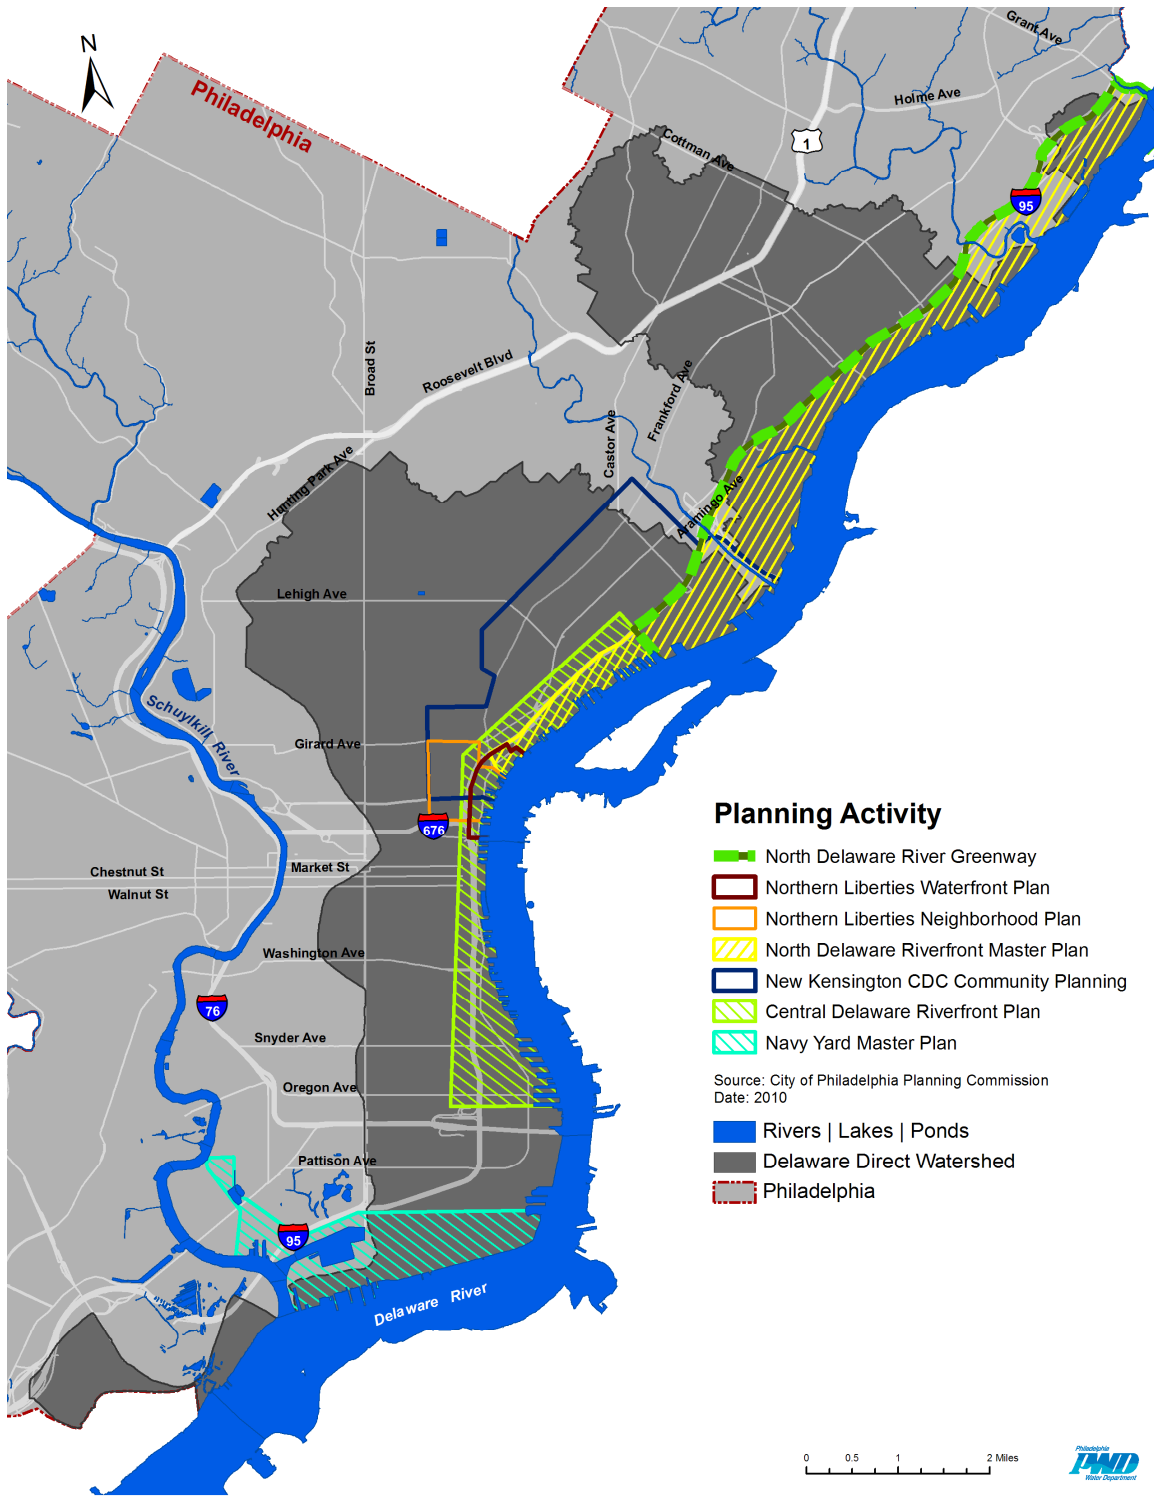 N
Philadelphia
Grant Ave
Holme Ave
1
Cottman Ave
95
Broad St
Roosevelt Blvd
Frankford Ave
Castor Ave
Hunting Park Ave
Aramingo Ave
Lehigh Ave
Schuylkill River
Girard Ave
676
Market St
Chestnut St
Walnut St
Washington Ave
76
Snyder Ave
Oregon Ave
Pattison Ave
95
Delaware River
Planning Activity
North Delaware River Greenway
Northern Liberties Waterfront Plan
Northern Liberties Neighborhood Plan
North Delaware Riverfront Master Plan
New Kensington CDC Community Planning
Central Delaware Riverfront Plan
Navy Yard Master Plan
Source: City of Philadelphia Planning Commission
Date: 2010
Rivers | Lakes | Ponds
Delaware Direct Watershed
Philadelphia
0 0.5 1 2 Miles
Philadelphia
PWD
Water Department